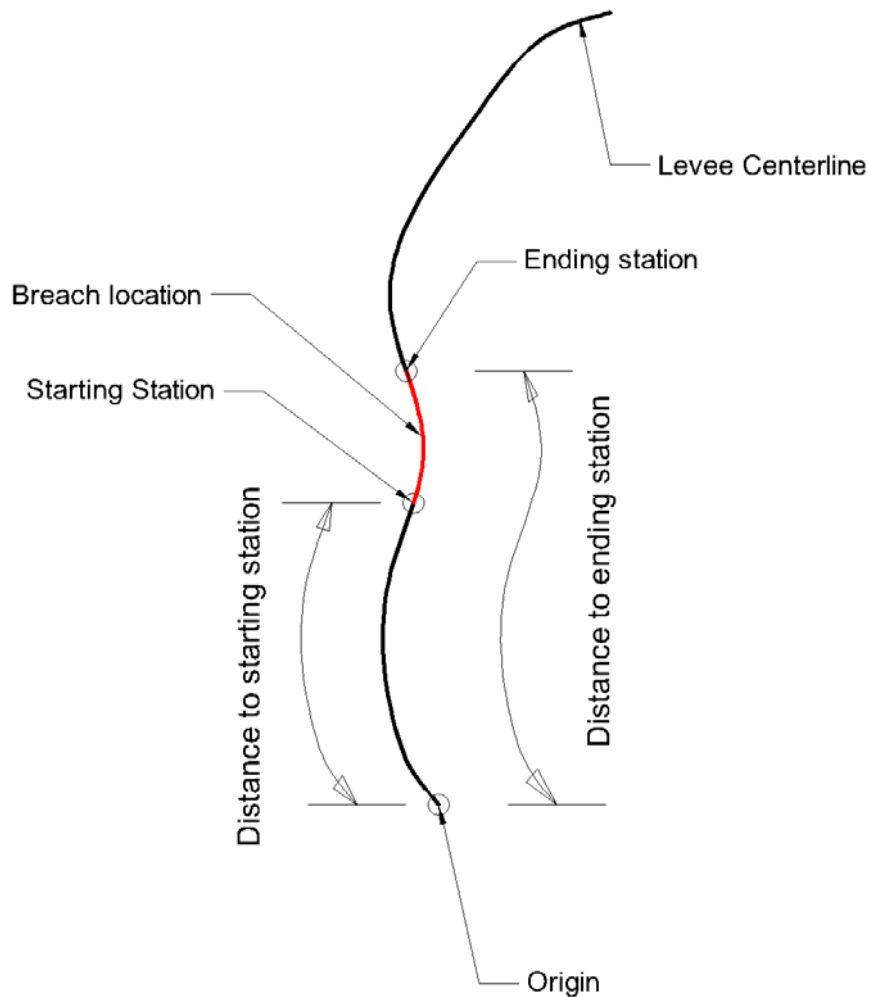 Levee Centerline
Ending station
Breach location
Starting Station
Distance to starting station
Distance to ending station
Origin